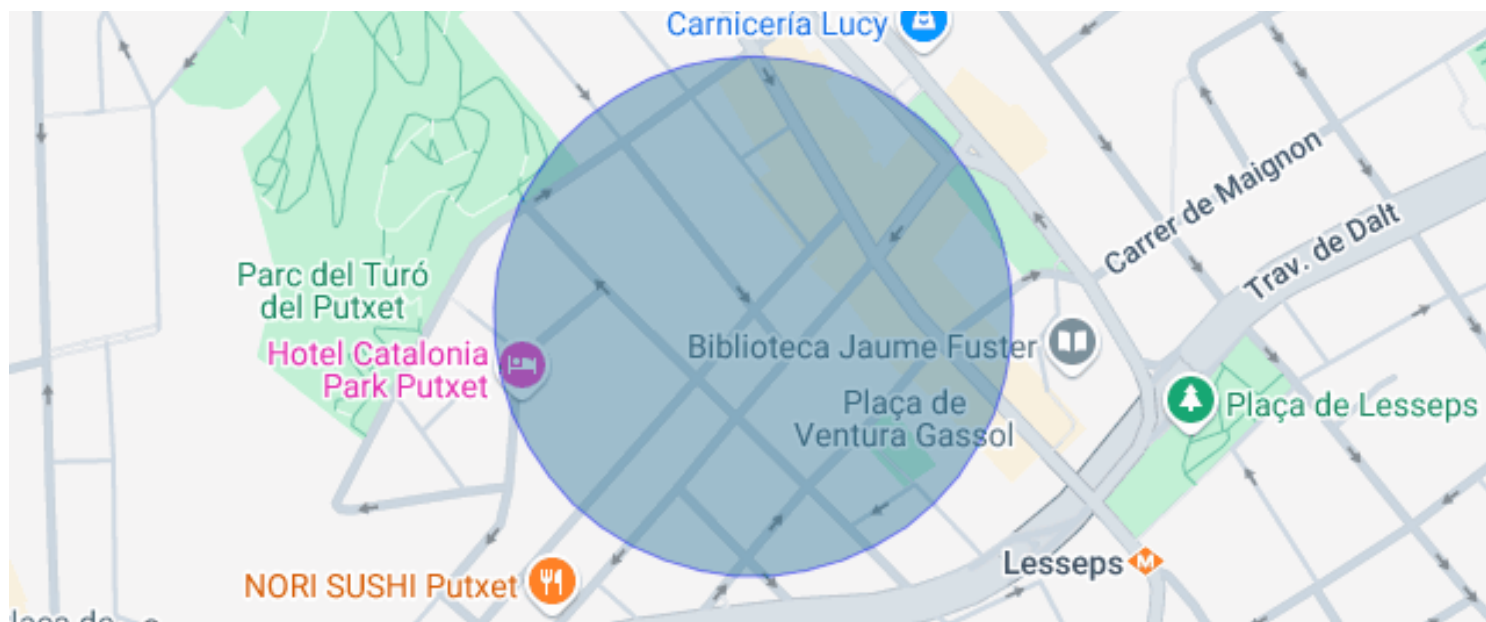 Carnicería Lucy
Carrer de Maignon
Trav. de Dalt
Parc del Turó
del Putxet
Hotel Catalonia
Park Putxet
Biblioteca Jaume Fuster
Plaça de
Ventura Gassol
Plaça de Lesseps
Lesseps
M
NORI SUSHI Putxet